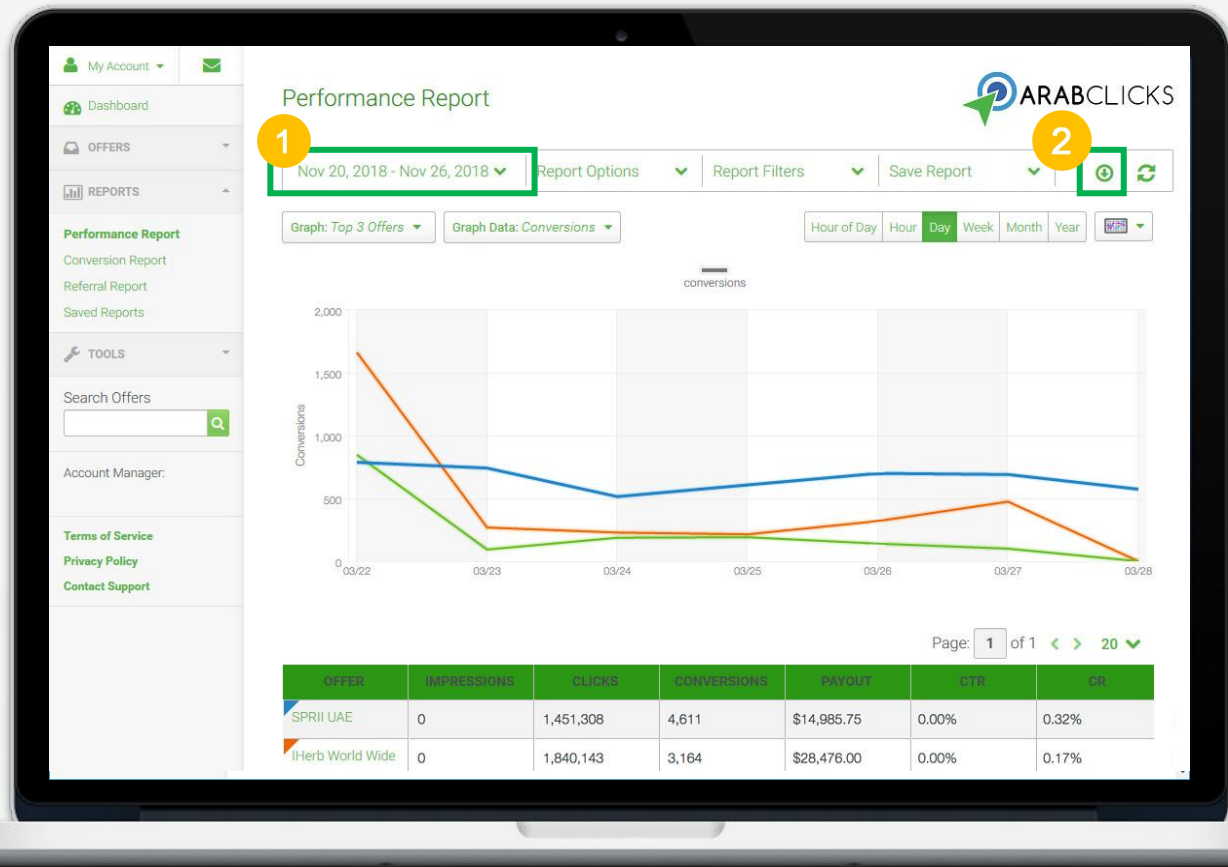 My Account
Dashboard
OFFERS
REPORTS
Performance Report
Conversion Report
Referral Report
Saved Reports
TOOLS
Search Offers
Account Manager:
Terms of Service
Privacy Policy
Contact Support
Performance Report
ARABCLICKS
1
2
Nov 20, 2018 - Nov 26, 2018 Report Options Report Filters Save Report
Graph: Top 3 Offers Graph Data: Conversions Hour of Day Hour Day Week Month Year
conversions
Conversions
2,000
1,500
1,000
500
0
03/22 03/23 03/24 03/25 03/26 03/27 03/28
Page: 1 of 1 < > 20
OFFER IMPRESSIONS CLICKS CONVERSIONS PAYOUT CTR CR
SPRII UAE 0 1,451,308 4,611 $14,985.75 0.00% 0.32%
IHerb World Wide 0 1,840,143 3,164 $28,476.00 0.00% 0.17%